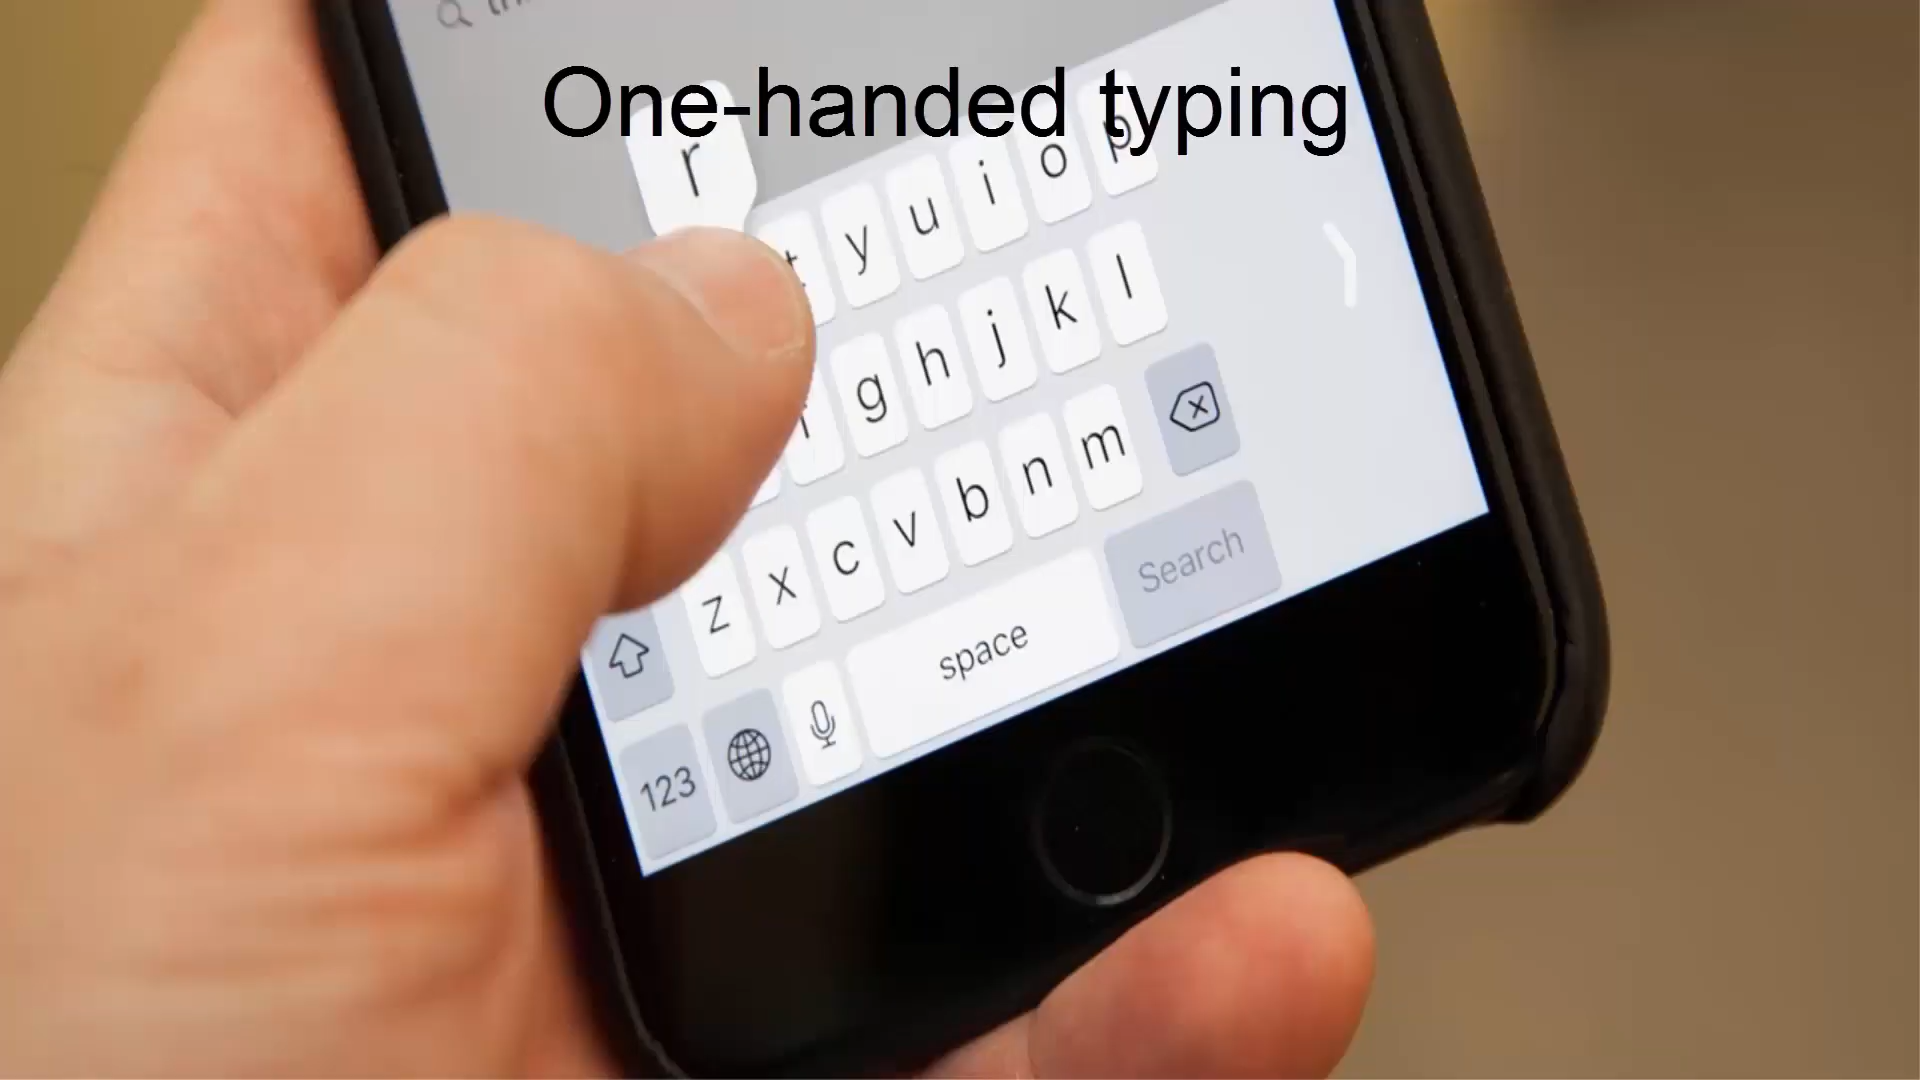 One-handed typing
r
t y u i o p
g h j k l
z x c v b n m
space Search
123